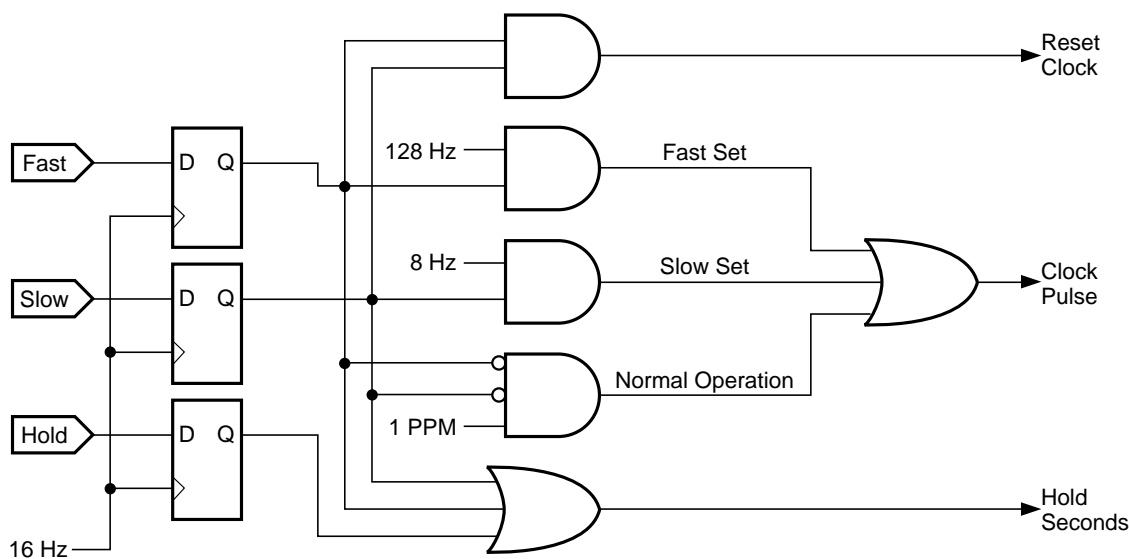 Reset
Clock
128 Hz
Fast Set
Fast
D Q
8 Hz
Slow Set
Clock
Pulse
Slow
D Q
Normal Operation
1 PPM
Hold
D Q
Hold
Seconds
16 Hz